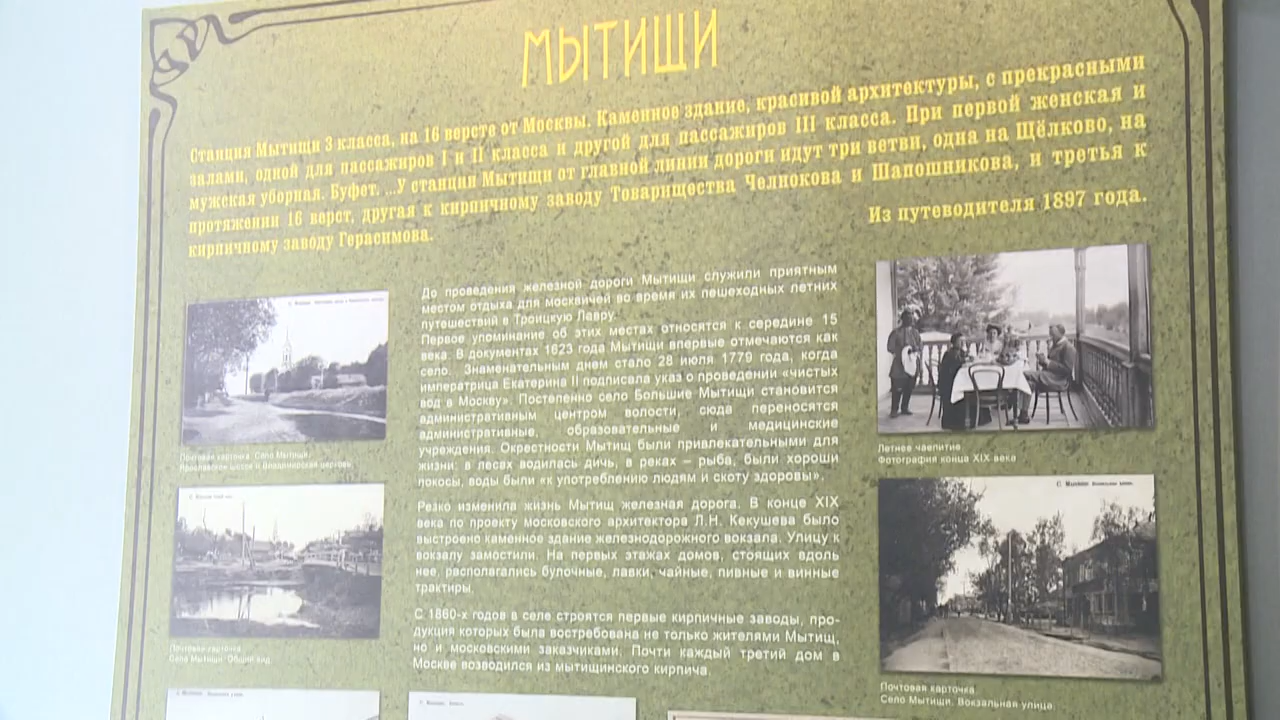 МЫТИЩИ
Станция Мытищи 3 класса, на 16 версте от Москвы. Каменное здание, красивой архитектуры, с прекрасными
залами, одной для пассажиров I и II класса и другой для пассажиров III класса. При первой женская и
мужская уборная. Буфет. ...У станции Мытищи от главной линии дороги идут три ветви, одна на Щёлково, на
протяжении 16 верст, другая к кирпичному заводу Товарищества Челнокова и Шапошникова, и третья к
кирпичному заводу Герасимова.
Из путеводителя 1897 года.
До проведения железной дороги Мытищи служили приятным
местом отдыха для москвичей во время их пешеходных летних
путешествий в Троицкую Лавру.
Первое упоминание об этих местах относятся к середине 15
века. В документах 1623 года Мытищи впервые отмечаются как
село. Знаменательным днем стало 28 июля 1779 года, когда
императрица Екатерина II подписала указ о проведении «чистых
вод в Москву». Постепенно село Большие Мытищи становится
административным центром волости, сюда переносятся
административные, образовательные и медицинские
учреждения. Окрестности Мытищ были привлекательными для
жизни: в лесах водилась дичь, в реках – рыба, были хороши
покосы, воды были «к употреблению людям и скоту здоровы».
Резко изменила жизнь Мытищ железная дорога. В конце XIX
века по проекту московского архитектора Л.Н. Кекушева было
выстроено каменное здание железнодорожного вокзала. Улицу к
вокзалу замостили. На первых этажах домов, стоящих вдоль
нее, располагались булочные, лавки, чайные, пивные и винные
трактиры.
С 1860-х годов в селе строятся первые кирпичные заводы, про-
дукция которых была востребована не только жителями Мытищ,
но и московскими заказчиками. Почти каждый третий дом в
Москве возводился из мытищинского кирпича.
Почтовая карточка. Село Мытищи.
Ярославское шоссе и Владимирская церковь.
Почтовая карточка.
Село Мытищи. Общий вид.
Летнее чаепитие.
Фотография конца XIX века
Почтовая карточка.
Село Мытищи. Вокзальная улица.